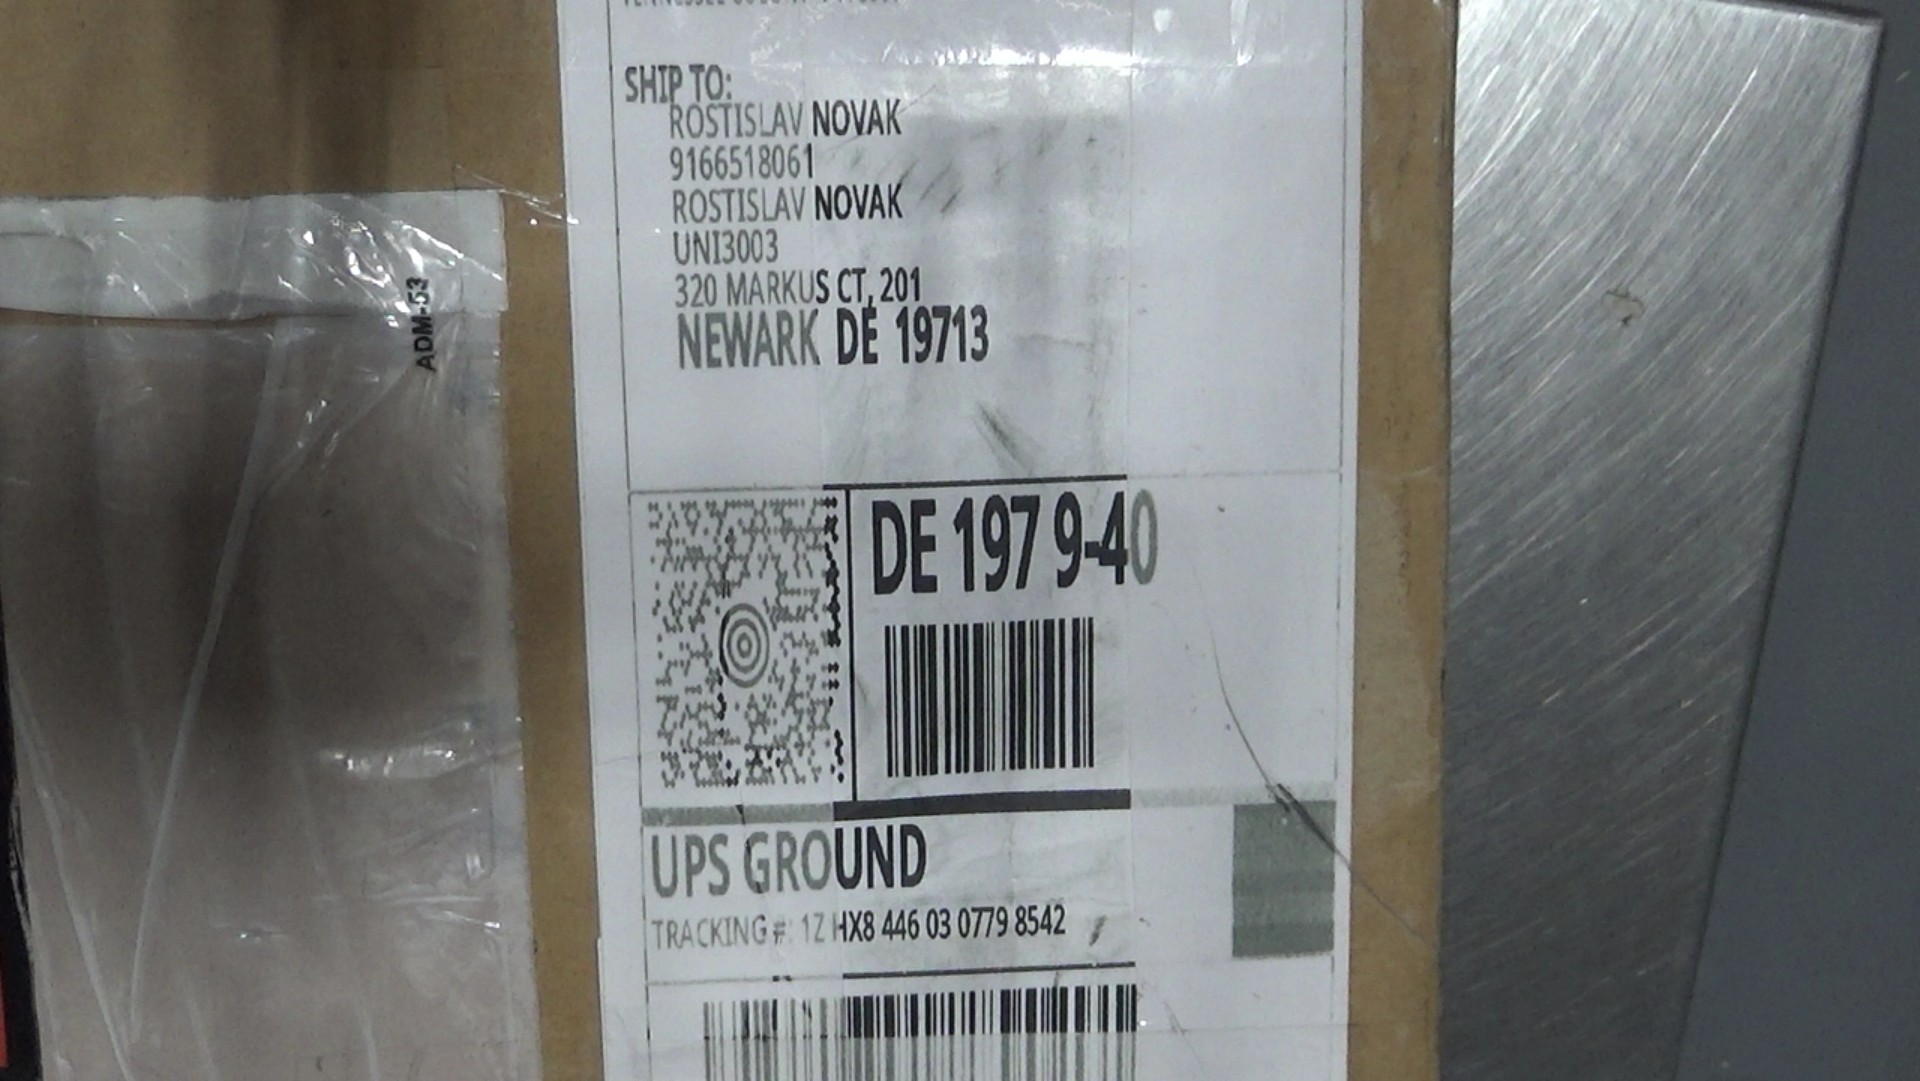 SHIP TO:
ROSTISLAV NOVAK
9166518061
ROSTISLAV NOVAK
UNI3003
320 MARKUS CT, 201
NEWARK DE 19713
ADM-53
DE 197 9-40
UPS GROUND
TRACKING #: 1Z HX8 446 03 0779 8542